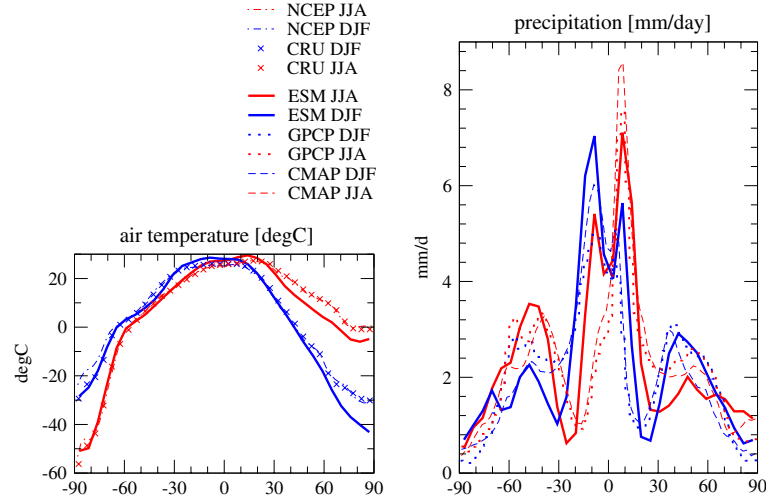 NCEP JJA
NCEP DJF
CRU DJF
CRU JJA
ESM JJA
ESM DJF
GPCP DJF
GPCP JJA
CMAP DJF
CMAP JJA
air temperature [degC]
degC
20
0
-20
-40
-60
-90 -60 -30 0 30 60 90
precipitation [mm/day]
mm/d
8
6
4
2
0
-90 -60 -30 0 30 60 90